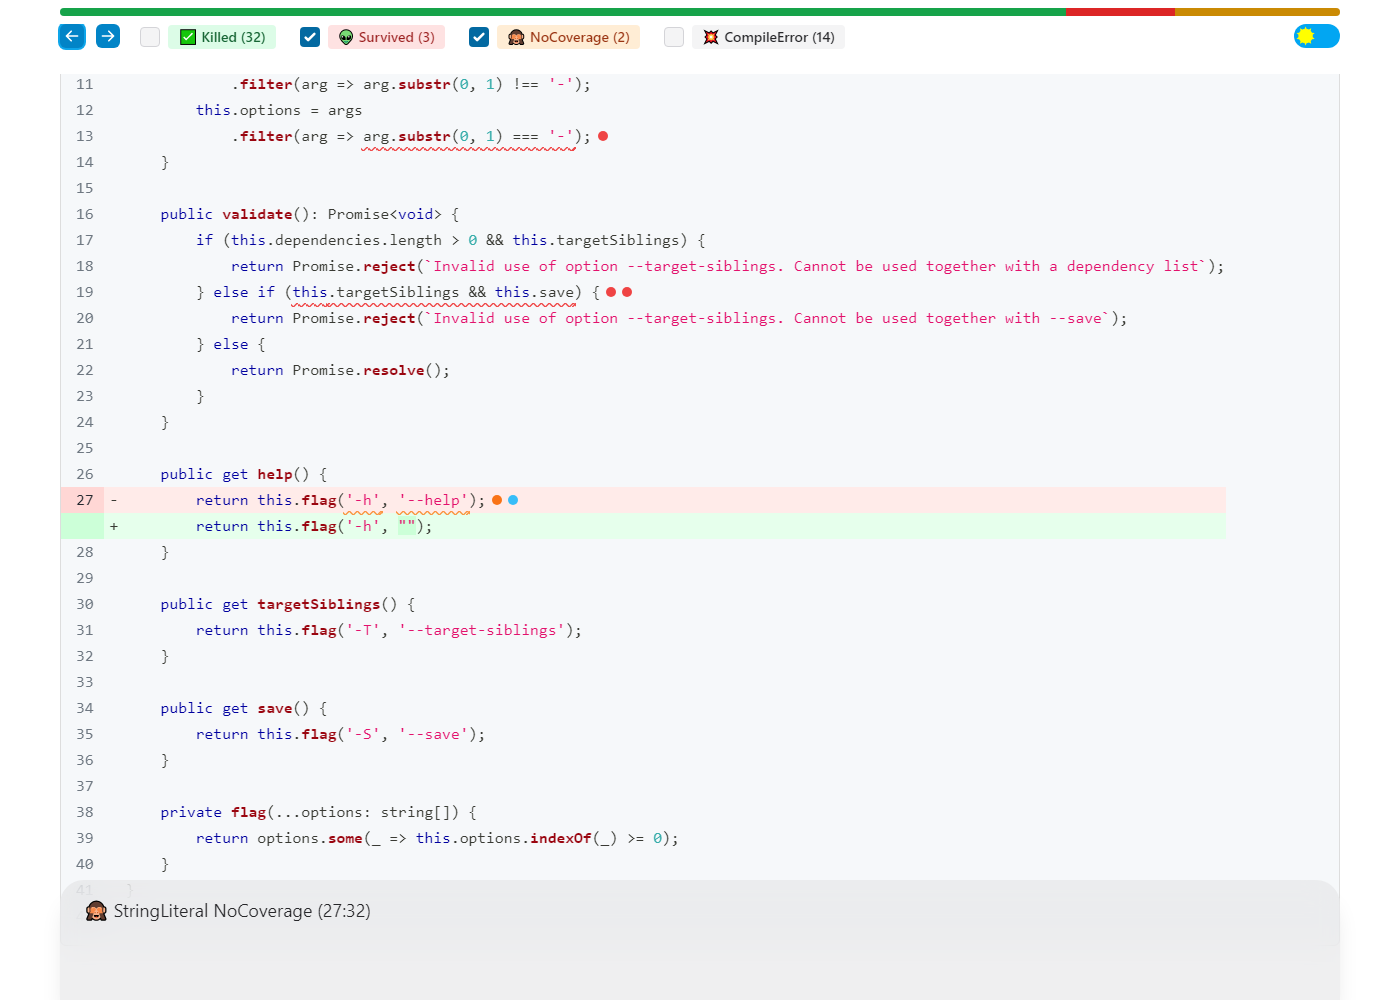 Killed (32) Survived (3) NoCoverage (2) CompileError (14)
11 .filter(arg => arg.substr(0, 1) !== '-');
12 this.options = args
13 .filter(arg => arg.substr(0, 1) === '-');
14 }
15
16 public validate(): Promise<void> {
17 if (this.dependencies.length > 0 && this.targetSiblings) {
18 return Promise.reject(`Invalid use of option --target-siblings. Cannot be used together with a dependency list`);
19 } else if (this.targetSiblings && this.save) {
20 return Promise.reject(`Invalid use of option --target-siblings. Cannot be used together with --save`);
21 } else {
22 return Promise.resolve();
23 }
24 }
25
26 public get help() {
27 - return this.flag('-h', '--help');
+ return this.flag('-h', "");
28 }
29
30 public get targetSiblings() {
31 return this.flag('-T', '--target-siblings');
32 }
33
34 public get save() {
35 return this.flag('-S', '--save');
36 }
37
38 private flag(...options: string[]) {
39 return options.some(_ => this.options.indexOf(_) >= 0);
40 }
41 }
StringLiteral NoCoverage (27:32)